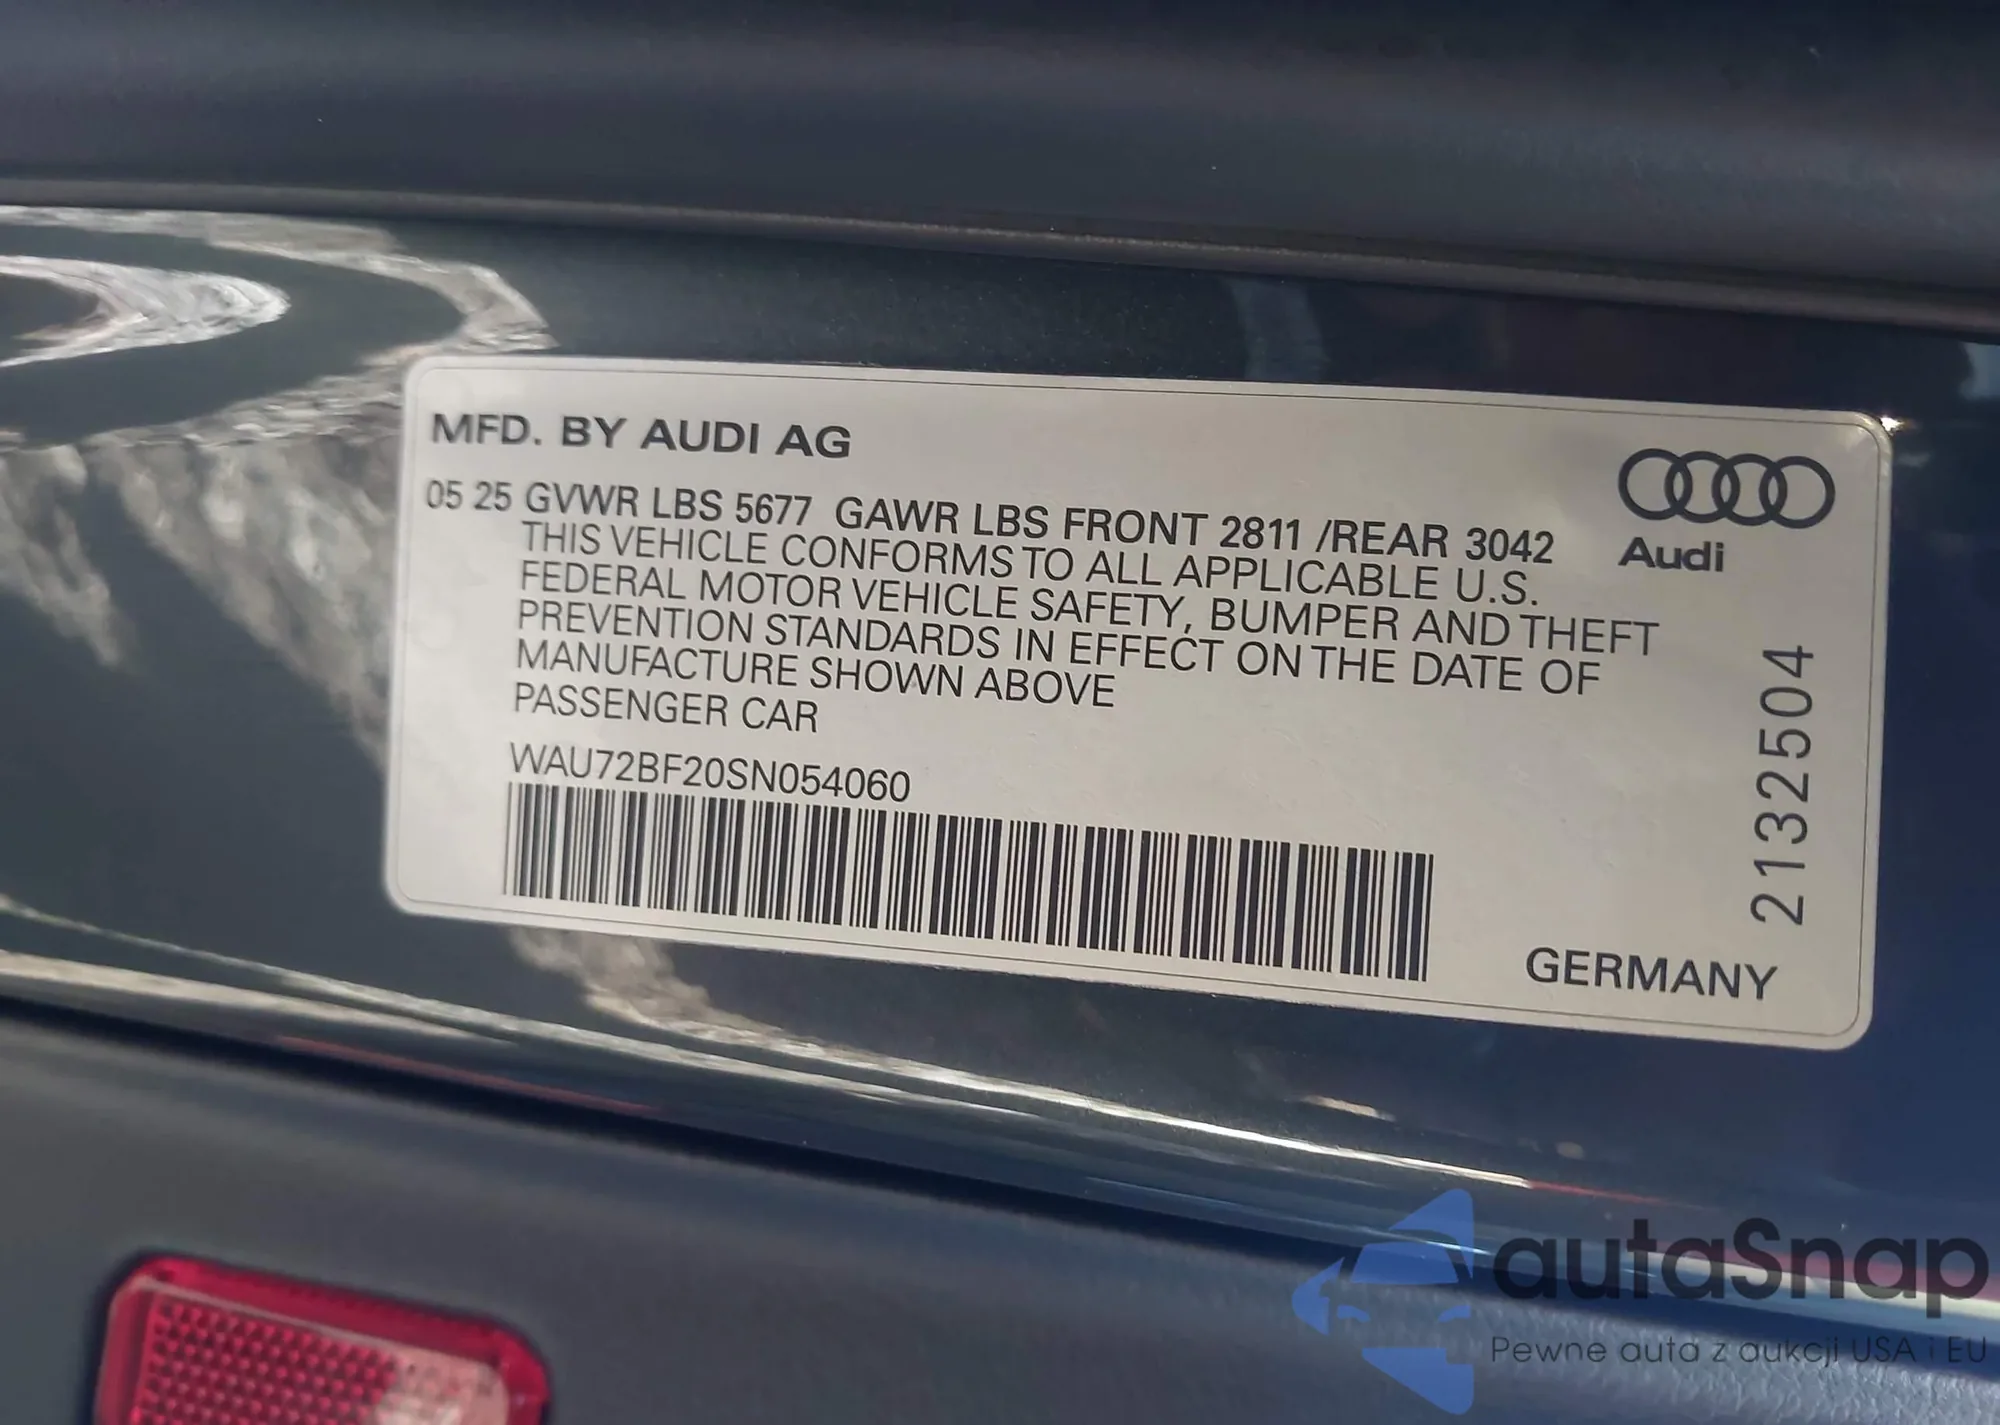 MFD. BY AUDI AG
05 25 GVWR LBS 5677 GAWR LBS FRONT 2811 /REAR 3042
THIS VEHICLE CONFORMS TO ALL APPLICABLE U.S.
FEDERAL MOTOR VEHICLE SAFETY, BUMPER AND THEFT
PREVENTION STANDARDS IN EFFECT ON THE DATE OF
MANUFACTURE SHOWN ABOVE
PASSENGER CAR
WAU72BF20SN054060
Audi
2132504
GERMANY
autaSnap
Pewne auta z aukcji USA i EU